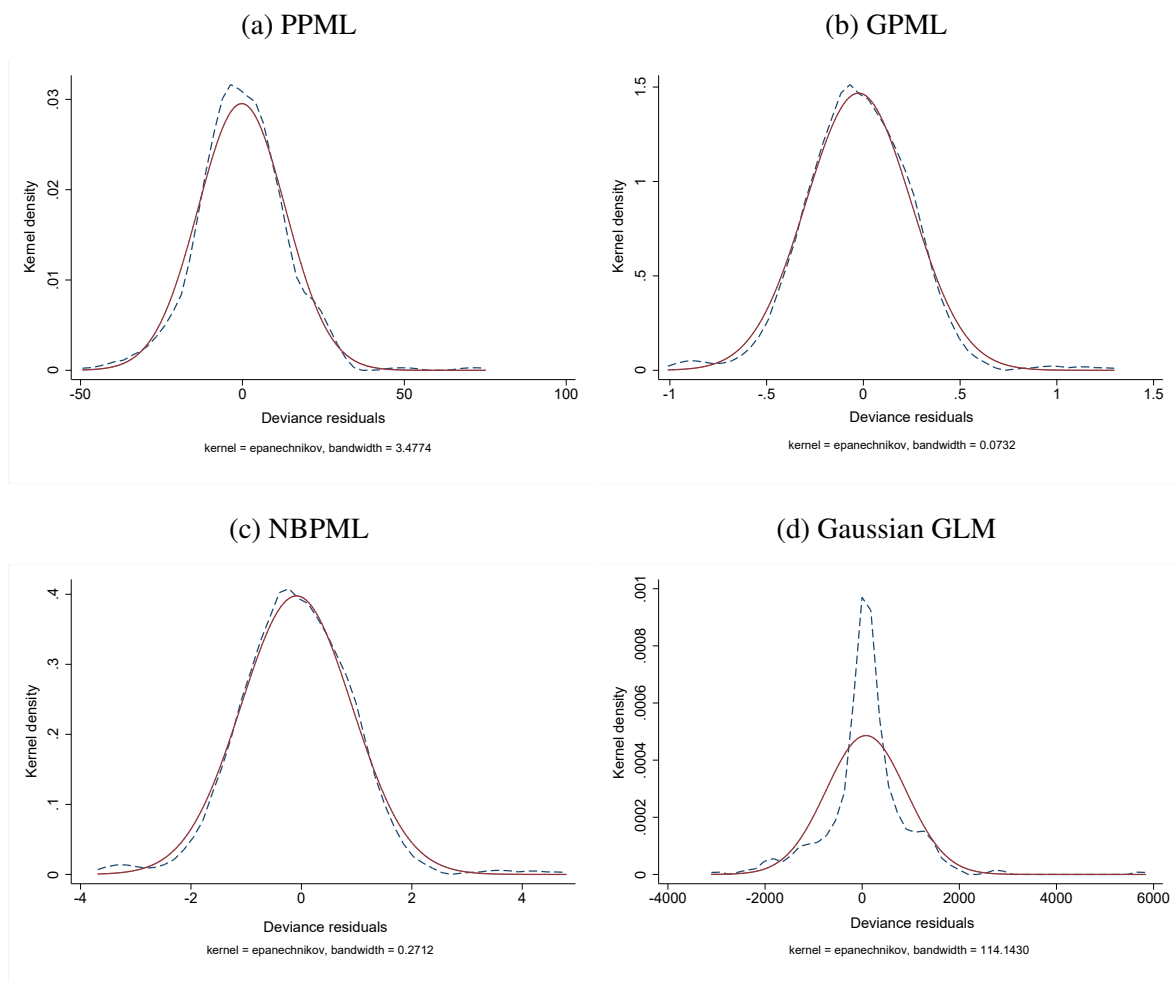 (a) PPML
Kernel density
0
.01
.02
.03
-50
0
50
100
Deviance residuals
kernel = epanechnikov, bandwidth = 3.4774
(b) GPML
Kernel density
0
.5
1
1.5
-1
-.5
0
.5
1
1.5
Deviance residuals
kernel = epanechnikov, bandwidth = 0.0732
(c) NBPML
Kernel density
0
.1
.2
.3
.4
-4
-2
0
2
4
Deviance residuals
kernel = epanechnikov, bandwidth = 0.2712
(d) Gaussian GLM
Kernel density
0
.0002
.0004
.0006
.0008
.001
-4000
-2000
0
2000
4000
6000
Deviance residuals
kernel = epanechnikov, bandwidth = 114.1430